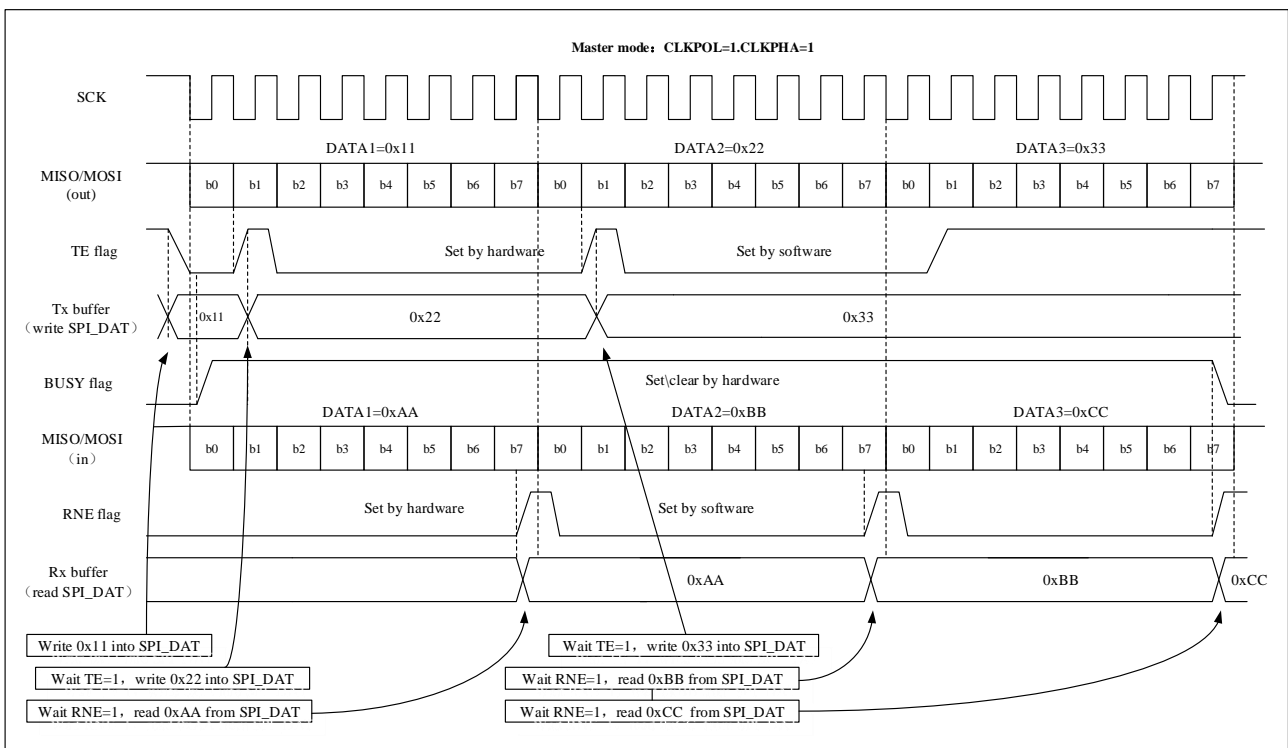 Master mode：CLKPOL=1.CLKPHA=1
SCK
DATA1=0x11 DATA2=0x22 DATA3=0x33
MISO/MOSI
(out)
b0 b1 b2 b3 b4 b5 b6 b7 b0 b1 b2 b3 b4 b5 b6 b7 b0 b1 b2 b3 b4 b5 b6 b7
TE flag
Set by hardware Set by software
Tx buffer
（write SPI_DAT）
0x11 0x22 0x33
BUSY flag
Set\clear by hardware
DATA1=0xAA DATA2=0xBB DATA3=0xCC
MISO/MOSI
（in）
b0 b1 b2 b3 b4 b5 b6 b7 b0 b1 b2 b3 b4 b5 b6 b7 b0 b1 b2 b3 b4 b5 b6 b7
RNE flag
Set by hardware Set by software
Rx buffer
（read SPI_DAT）
0xAA 0xBB 0xCC
Write 0x11 into SPI_DAT
Wait TE=1，write 0x33 into SPI_DAT
Wait TE=1，write 0x22 into SPI_DAT
Wait RNE=1，read 0xBB from SPI_DAT
Wait RNE=1，read 0xAA from SPI_DAT
Wait RNE=1，read 0xCC from SPI_DAT